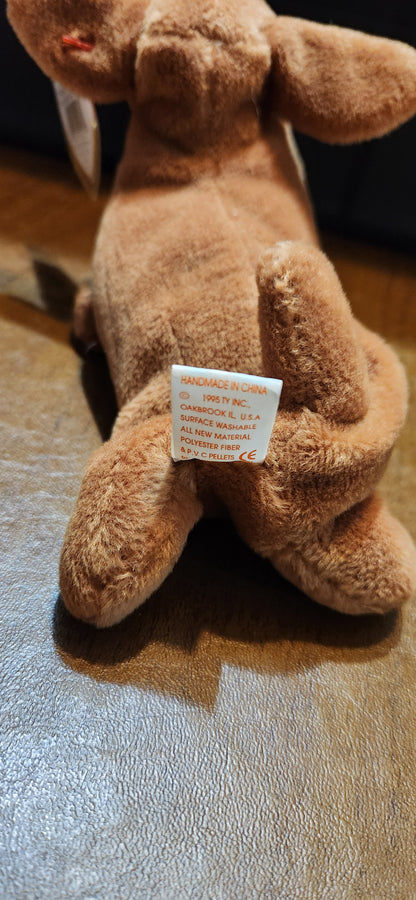 HANDMADE IN CHINA
© 1995 TY INC.,
OAKBROOK IL, U.S.A
SURFACE WASHABLE
ALL NEW MATERIAL
POLYESTER FIBER
& P.V.C PELLETS CE